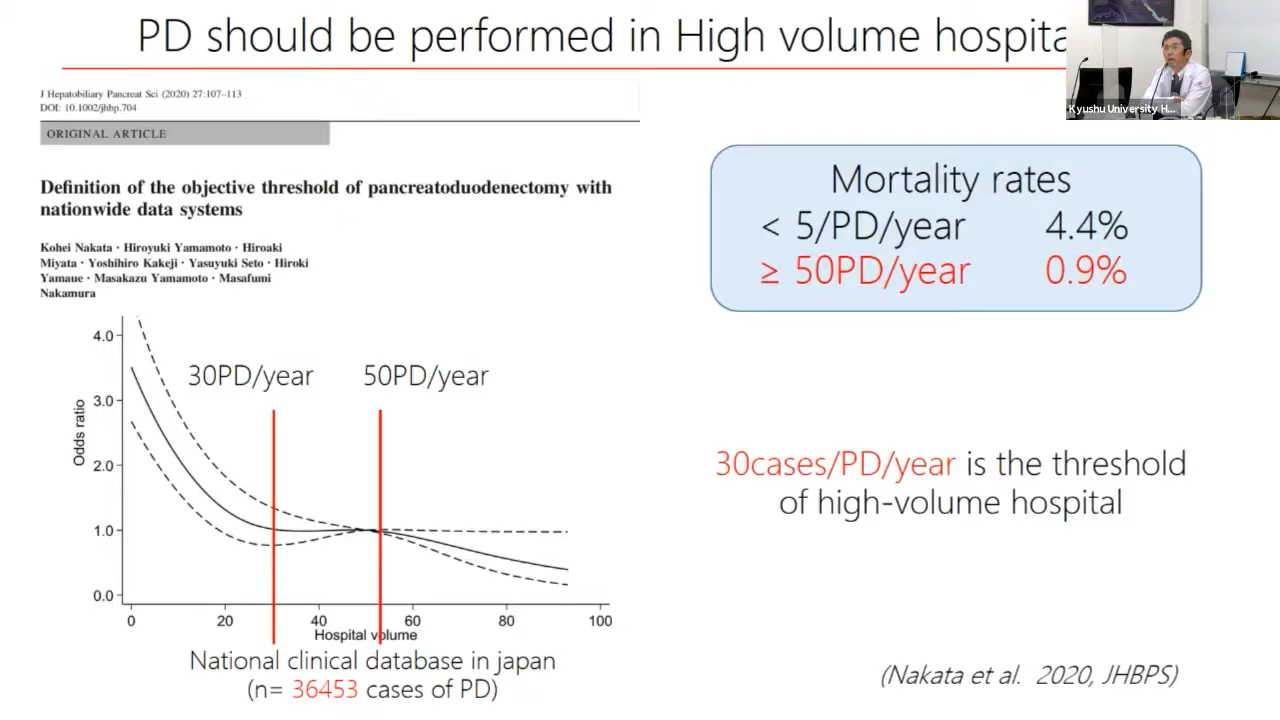 PD should be performed in High volume hospita
Kyushu University H...
J Hepatobiliary Pancreat Sci (2020) 27:107–113
DOI: 10.1002/jhbp.704
ORIGINAL ARTICLE
Definition of the objective threshold of pancreatoduodenectomy with
nationwide data systems
Kohei Nakata · Hiroyuki Yamamoto · Hiroaki
Miyata · Yoshihiro Kakeji · Yasuyuki Seto · Hiroki
Yamaue · Masakazu Yamamoto · Masafumi
Nakamura
Mortality rates
< 5/PD/year 4.4%
≥ 50PD/year 0.9%
30PD/year 50PD/year
Odds ratio
4.0
3.0
2.0
1.0
0.0
0 20 40 60 80 100
Hospital volume
National clinical database in japan
(n= 36453 cases of PD)
30cases/PD/year is the threshold
of high-volume hospital
(Nakata et al. 2020, JHBPS)